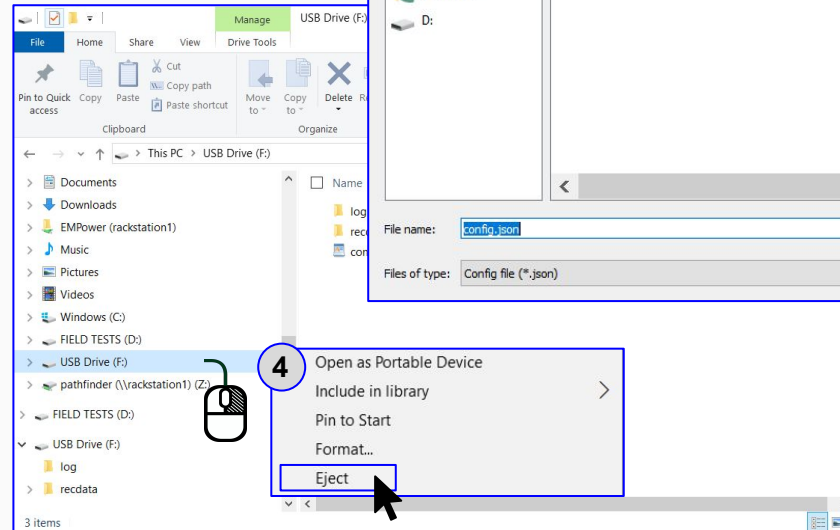 Manage
USB Drive (F:)
File
Home
Share
View
Drive Tools
Pin to Quick access
Copy
Paste
Cut
Copy path
Paste shortcut
Move to
Copy to
Delete
Clipboard
Organize
This PC > USB Drive (F:)
Documents
Downloads
EMPower (rackstation1)
Music
Pictures
Videos
Windows (C:)
FIELD TESTS (D:)
USB Drive (F:)
pathfinder (\\rackstation1) (Z:)
FIELD TESTS (D:)
USB Drive (F:)
log
recdata
3 items
Name
log
D:
File name:
config.json
Files of type:
Config file (*.json)
4
Open as Portable Device
Include in library
Pin to Start
Format...
Eject